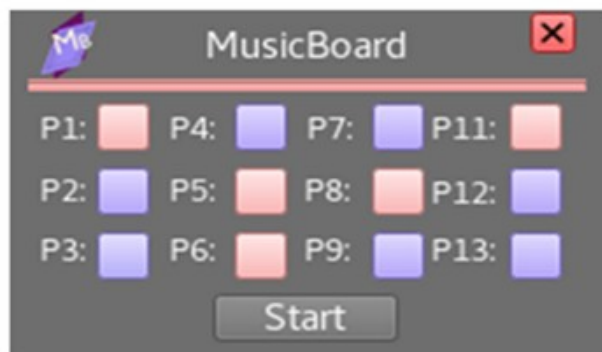 MB MusicBoard X
P1: P4: P7: P11:
P2: P5: P8: P12:
P3: P6: P9: P13:
Start